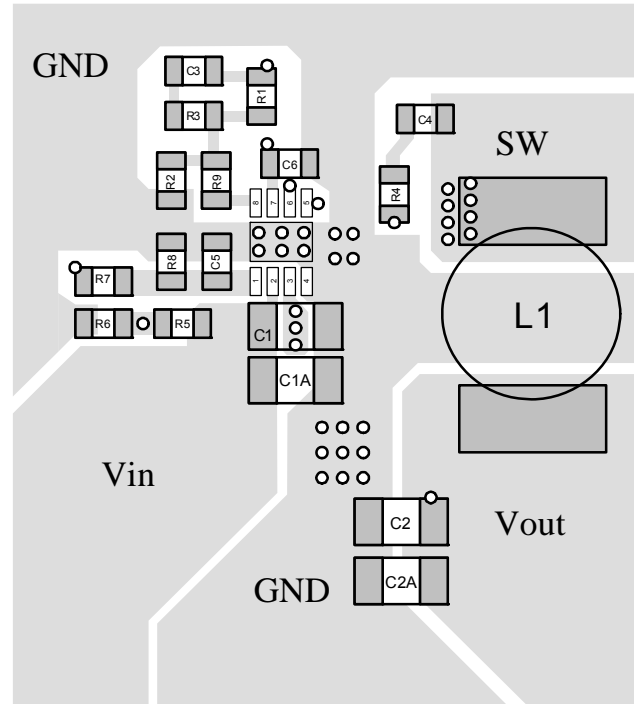 GND
C3
R1
R3
C4
SW
C6
R2
R9
R4
8 7 6 5
R8
C5
R7
1 2 3 4
R6
R5
C1
L1
C1A
Vin
C2
Vout
C2A
GND